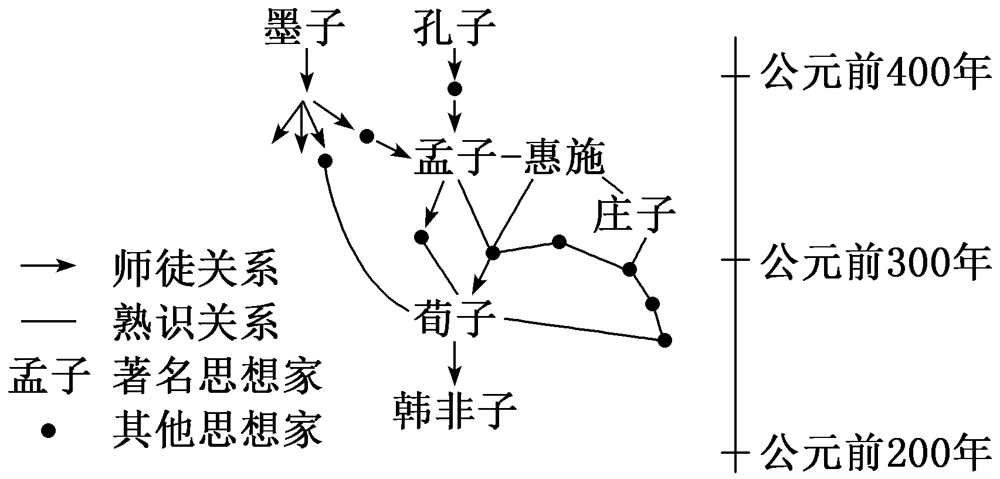 墨子
孔子
公元前400年
孟子
惠施
庄子
师徒关系
公元前300年
熟识关系
荀子
孟子 著名思想家
韩非子
其他思想家
公元前200年